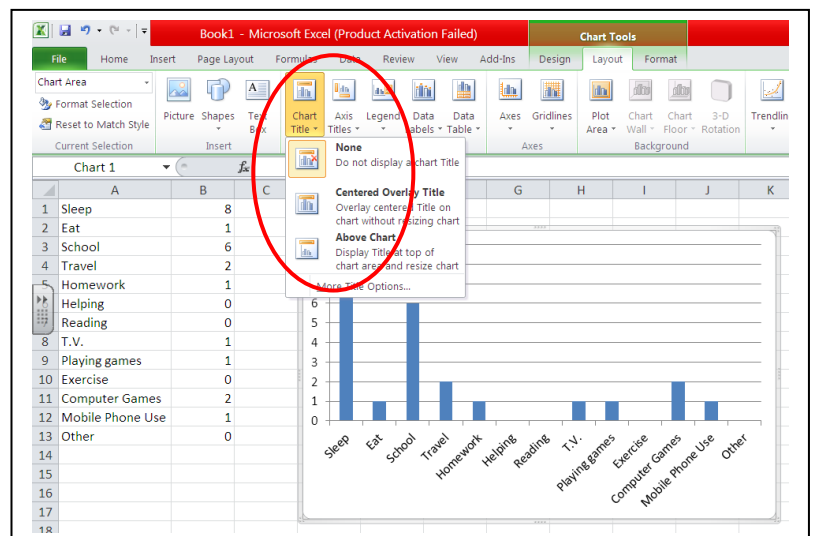 Book1 - Microsoft Excel (Product Activation Failed)
Chart Tools
File Home Insert Page Layout Formulas Data Review View Add-Ins Design Layout Format
Chart Area
Format Selection
Reset to Match Style
Current Selection
Picture Shapes Text Box
Insert
Chart Title Axis Titles Legend Data Labels Data Table
Axes Gridlines
Axes
Plot Area Chart Wall Chart Floor 3-D Rotation
Background
Trendlin
Chart 1
fx
None
Do not display a chart Title
Centered Overlay Title
Overlay centered Title on
chart without resizing chart
Above Chart
Display Title at top of
chart area and resize chart
More Title Options...
A B C G H I J K
1 Sleep 8
2 Eat 1
3 School 6
4 Travel 2
5 Homework 1
Helping 0
Reading 0
8 T.V. 1
9 Playing games 1
10 Exercise 0
11 Computer Games 2
12 Mobile Phone Use 1
13 Other 0
14
15
16
17
18
6
5
4
3
2
1
0
Sleep Eat School Travel Homework Helping Reading T.V. Playing games Exercise Computer Games Mobile Phone Use Other